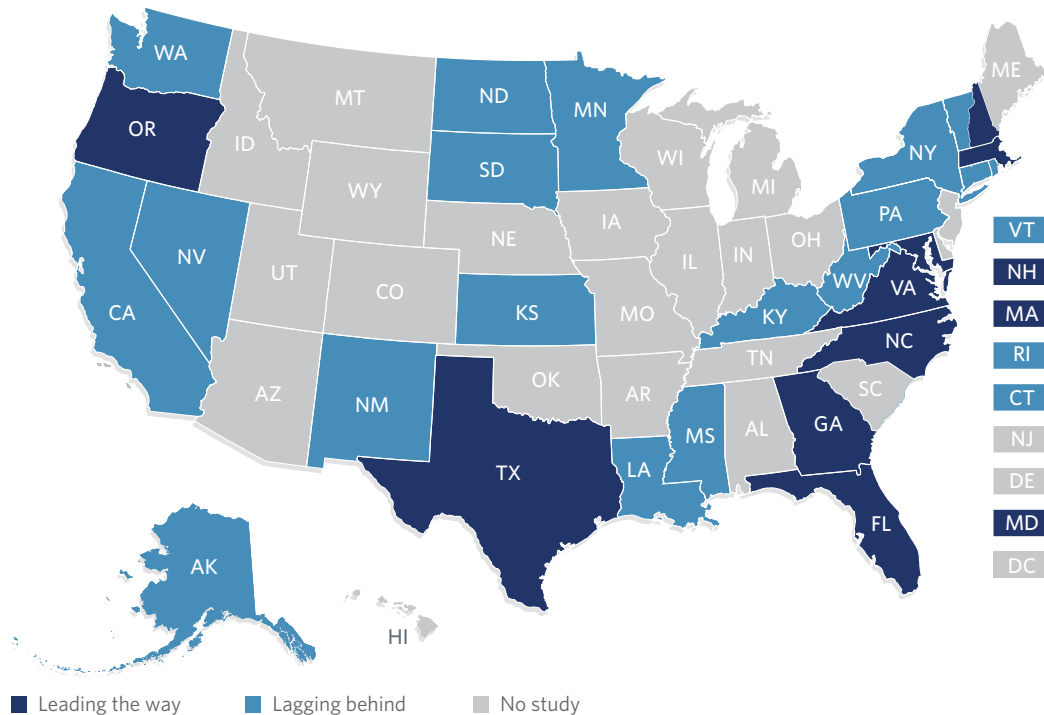 WA
OR
CA
NV
ID
MT
WY
UT
CO
AZ
NM
ND
SD
NE
KS
OK
TX
MN
IA
MO
AR
LA
WI
IL
MI
IN
OH
KY
TN
MS
AL
GA
FL
SC
NC
VA
WV
PA
NY
ME
AK
HI
VT
NH
MA
RI
CT
NJ
DE
MD
DC
Leading the way
Lagging behind
No study